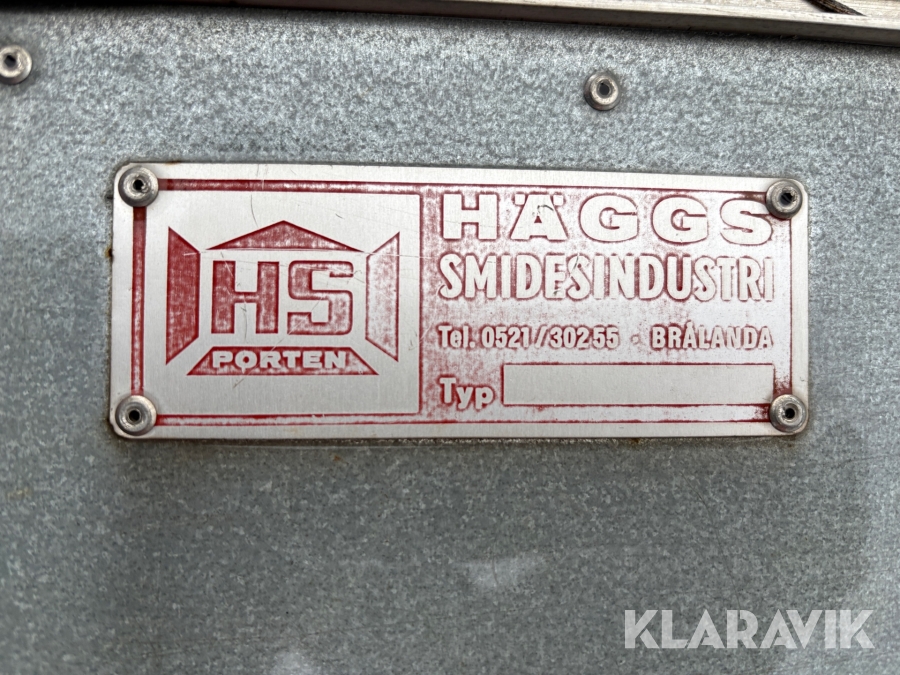 HS
PORTEN
HÄGGS
SMIDESINDUSTRI
Tel. 0521/30255 · BRÅLANDA
Typ
KLARAVIK